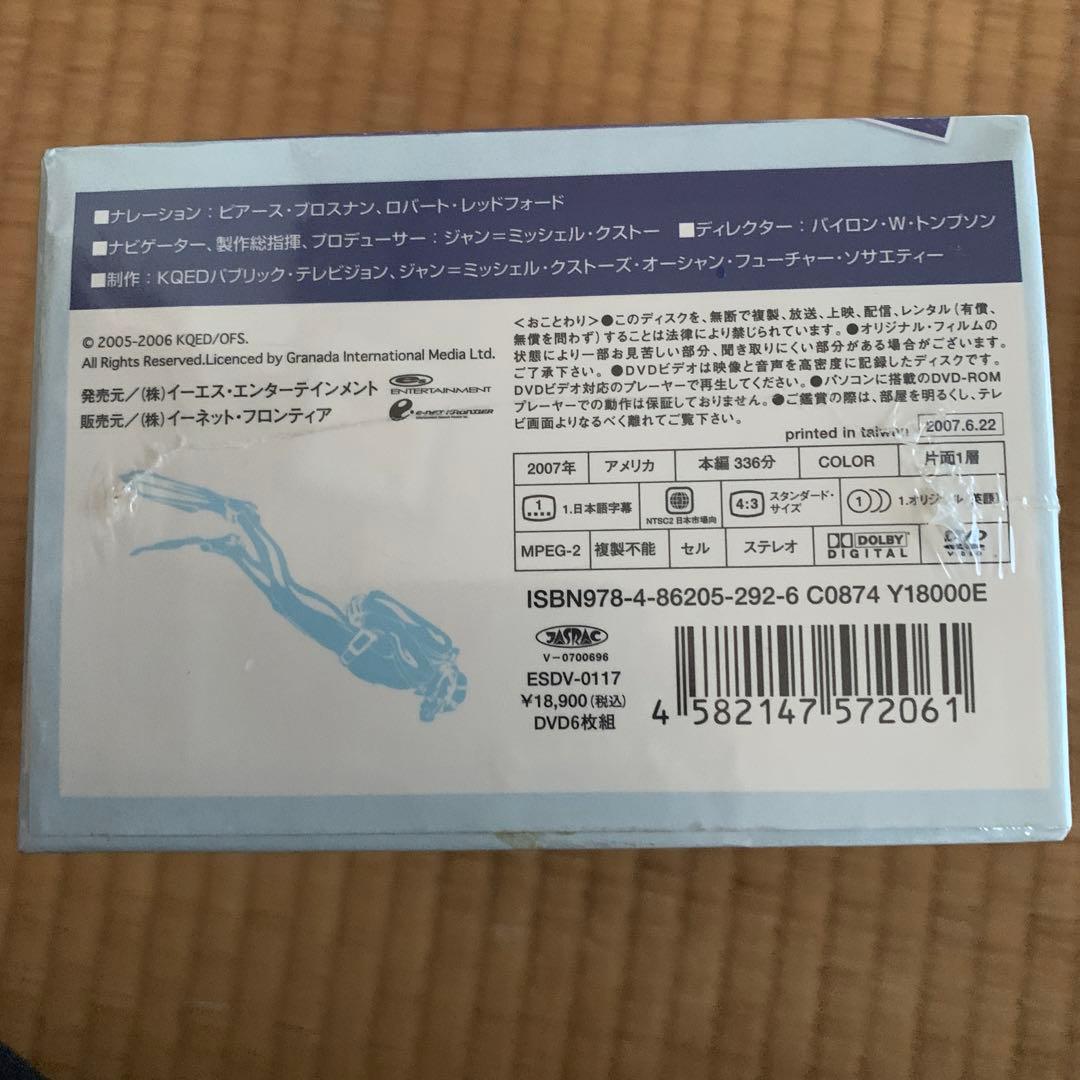 ■ナレーション：ピアース・ブロスナン、ロバート・レッドフォード
■ナビゲーター、製作総指揮、プロデューサー：ジャン＝ミッシェル・クストー ■ディレクター：バイロン・W・トンプソン
■制作：KQEDパブリック・テレビジョン、ジャン＝ミッシェル・クストーズ・オーシャン・フューチャー・ソサエティー
© 2005-2006 KQED/OFS.
All Rights Reserved.Licenced by Granada International Media Ltd.
発売元／(株)イーエス・エンターテインメント ENTERTAINMENT
販売元／(株)イーネット・フロンティア e-NET FRONTIER
＜おことわり＞●このディスクを、無断で複製、放送、上映、配信、レンタル(有償、
無償を問わず)することは法律により禁じられています。●オリジナル・フィルムの
状態により一部お見苦しい部分、聞き取りにくい部分がある場合がございます。
ご了承下さい。●DVDビデオは映像と音声を高密度に記録したディスクです。
DVDビデオ対応のプレーヤーで再生してください。●パソコンに搭載のDVD-ROM
プレーヤーでの動作は保証しておりません。●ご鑑賞の際は、部屋を明るくし、テレ
ビ画面よりなるべく離れてご覧下さい。
printed in taiwan 2007.6.22
2007年 アメリカ 本編 336分 COLOR 片面1層
1 1.日本語字幕 2 NTSC2 日本市場向 4:3 スタンダード・サイズ 1 1.オリジナル(英語)
MPEG-2 複製不能 セル ステレオ DOLBY DIGITAL DVD VIDEO
ISBN978-4-86205-292-6 C0874 Y18000E
JASRAC
V-0700696
ESDV-0117
¥18,900(税込)
DVD6枚組
4 582147 572061